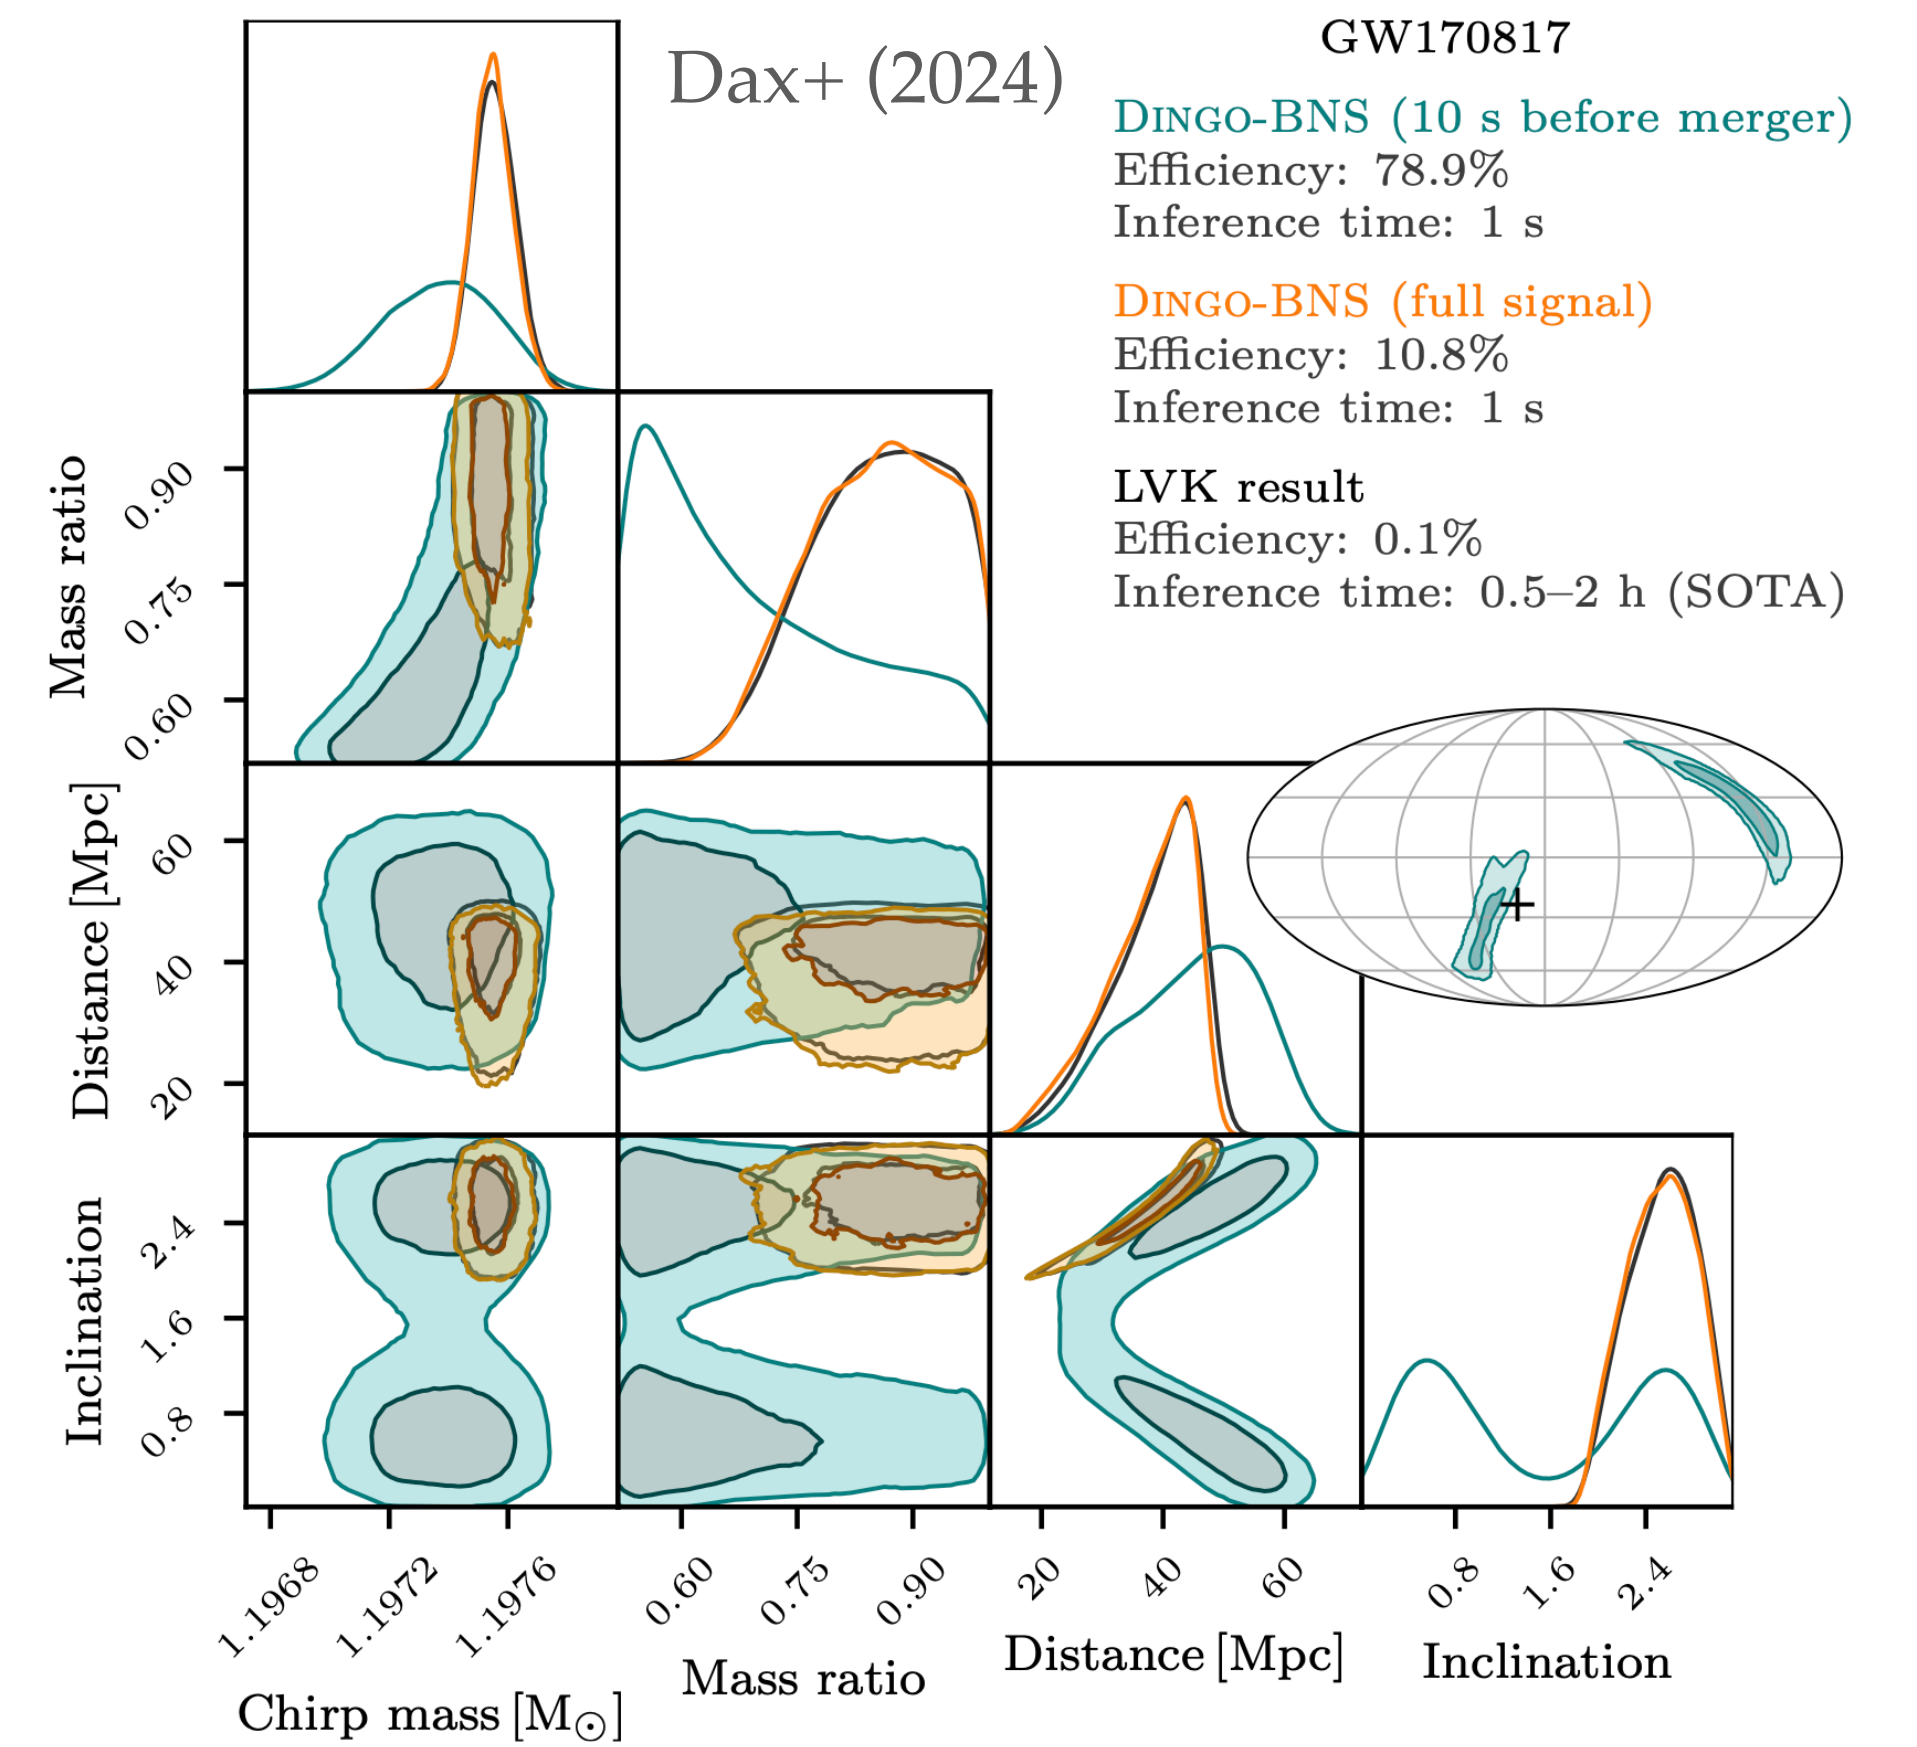 Dax+ (2024)
GW170817
DINGO-BNS (10 s before merger)
Efficiency: 78.9%
Inference time: 1 s
DINGO-BNS (full signal)
Efficiency: 10.8%
Inference time: 1 s
LVK result
Efficiency: 0.1%
Inference time: 0.5–2 h (SOTA)
Mass ratio
0.90
0.75
0.60
Distance [Mpc]
60
40
20
Inclination
2.4
1.6
0.8
1.1968
1.1972
1.1976
Chirp mass [M⊙]
0.60
0.75
0.90
Mass ratio
20
40
60
Distance [Mpc]
0.8
1.6
2.4
Inclination